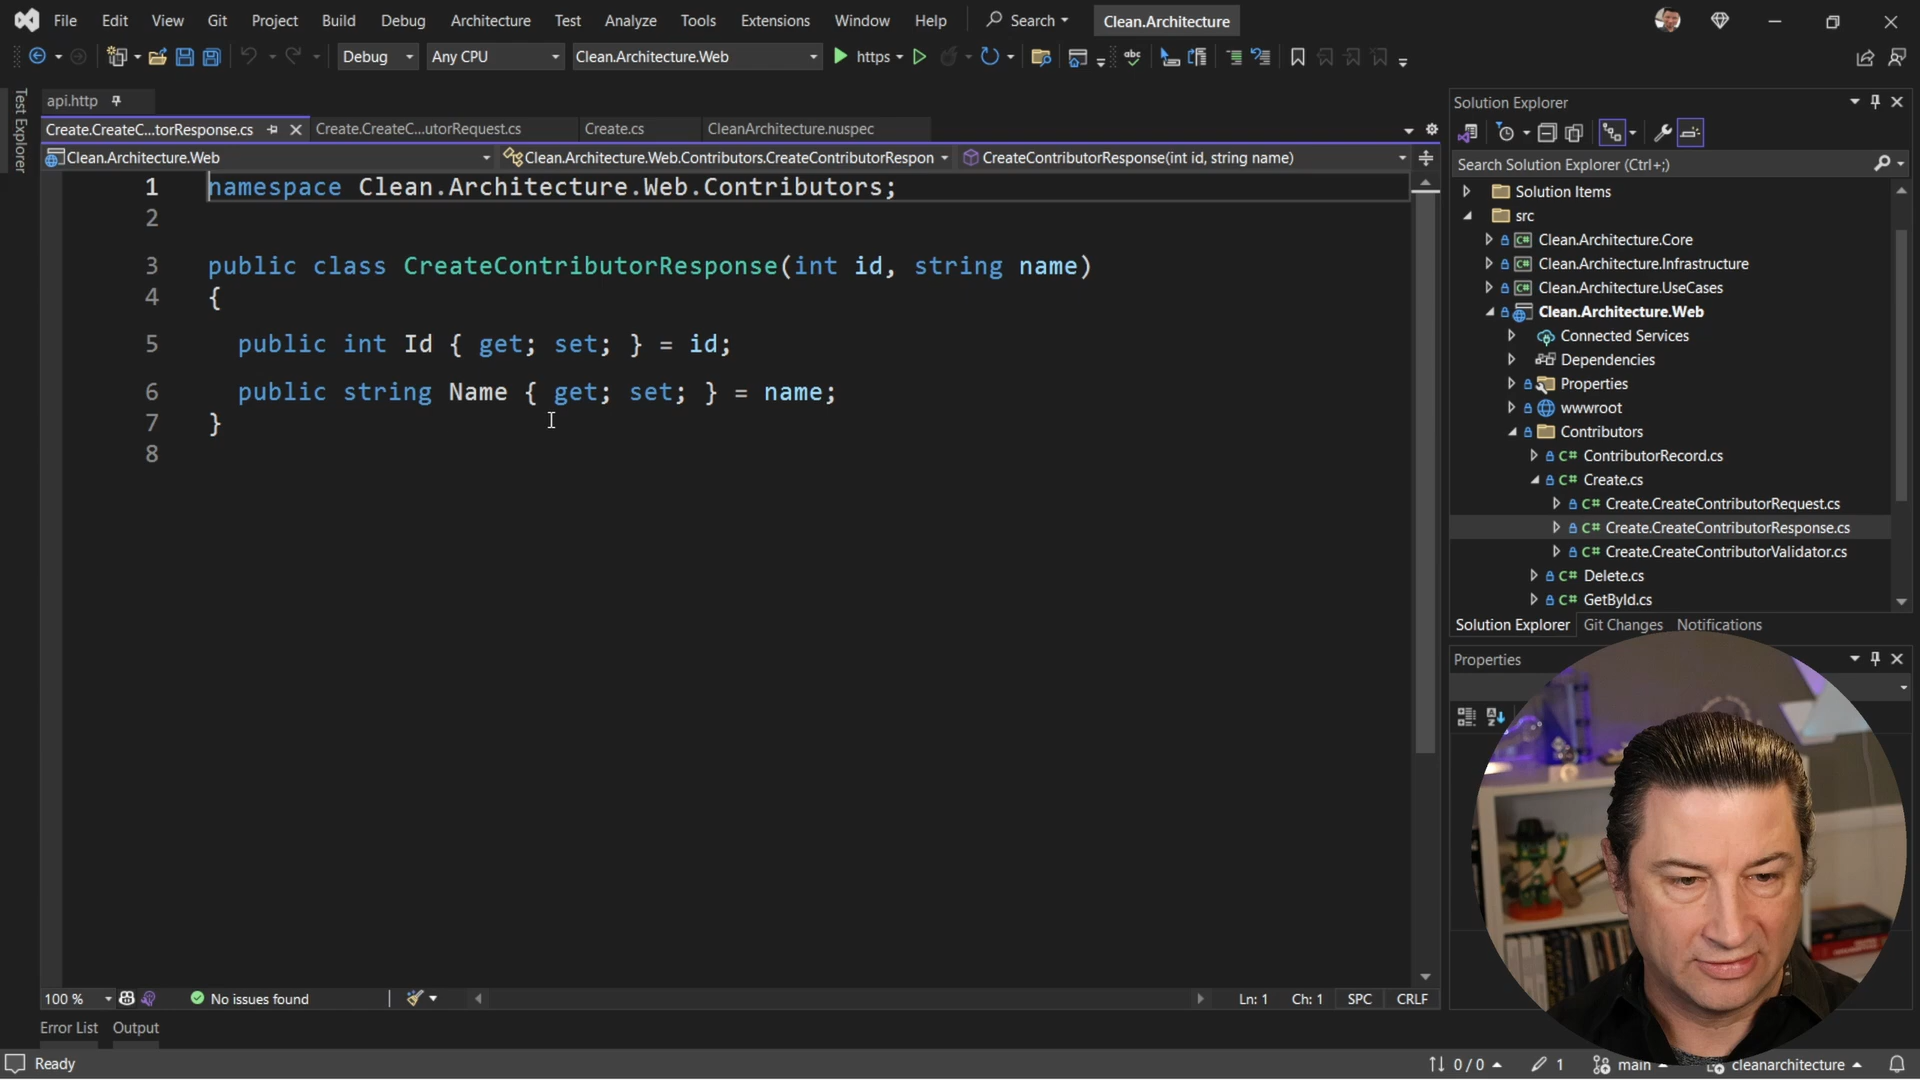 File Edit View Git Project Build Debug Architecture Test Analyze Tools Extensions Window Help Search Clean.Architecture
Debug Any CPU Clean.Architecture.Web https
Test Explorer
api.http
Create.CreateC...torResponse.cs Create.CreateC...utorRequest.cs Create.cs CleanArchitecture.nuspec
Clean.Architecture.Web Clean.Architecture.Web.Contributors.CreateContributorRespon CreateContributorResponse(int id, string name)
1 namespace Clean.Architecture.Web.Contributors;
2
3 public class CreateContributorResponse(int id, string name)
4 {
5 public int Id { get; set; } = id;
6 public string Name { get; set; } = name;
7 }
8
100 % No issues found Ln: 1 Ch: 1 SPC CRLF
Error List Output
Ready
Solution Explorer
Search Solution Explorer (Ctrl+;)
Solution Items
src
C# Clean.Architecture.Core
C# Clean.Architecture.Infrastructure
C# Clean.Architecture.UseCases
Clean.Architecture.Web
Connected Services
Dependencies
Properties
wwwroot
Contributors
C# ContributorRecord.cs
C# Create.cs
C# Create.CreateContributorRequest.cs
C# Create.CreateContributorResponse.cs
C# Create.CreateContributorValidator.cs
C# Delete.cs
C# GetById.cs
Solution Explorer Git Changes Notifications
Properties
0 / 0 1 main cleanarchitecture